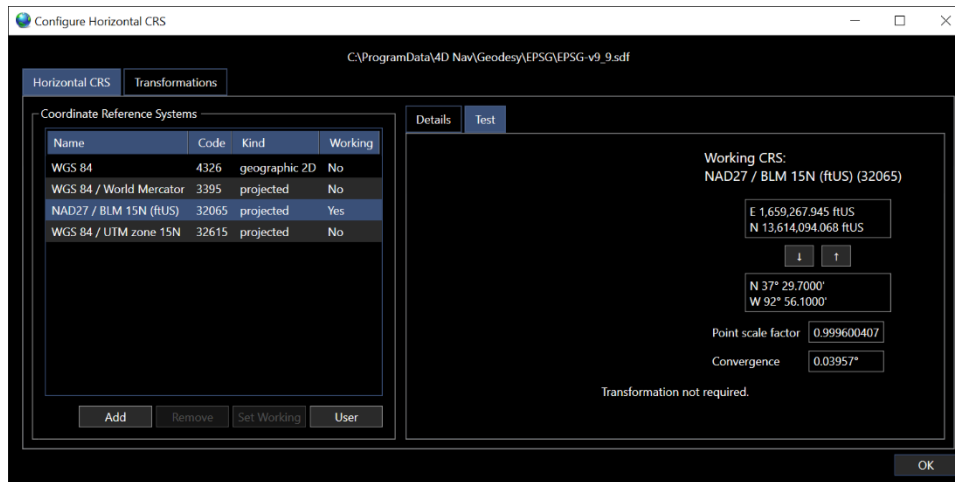 Configure Horizontal CRS
C:\ProgramData\4D Nav\Geodesy\EPSG\EPSG-v9_9.sdf
Horizontal CRS Transformations
Coordinate Reference Systems
Name Code Kind Working
WGS 84 4326 geographic 2D No
WGS 84 / World Mercator 3395 projected No
NAD27 / BLM 15N (ftUS) 32065 projected Yes
WGS 84 / UTM zone 15N 32615 projected No
Add Remove Set Working User
Details Test
Working CRS:
NAD27 / BLM 15N (ftUS) (32065)
E 1,659,267.945 ftUS
N 13,614,094.068 ftUS
↓ ↑
N 37° 29.7000'
W 92° 56.1000'
Point scale factor 0.999600407
Convergence 0.03957°
Transformation not required.
OK